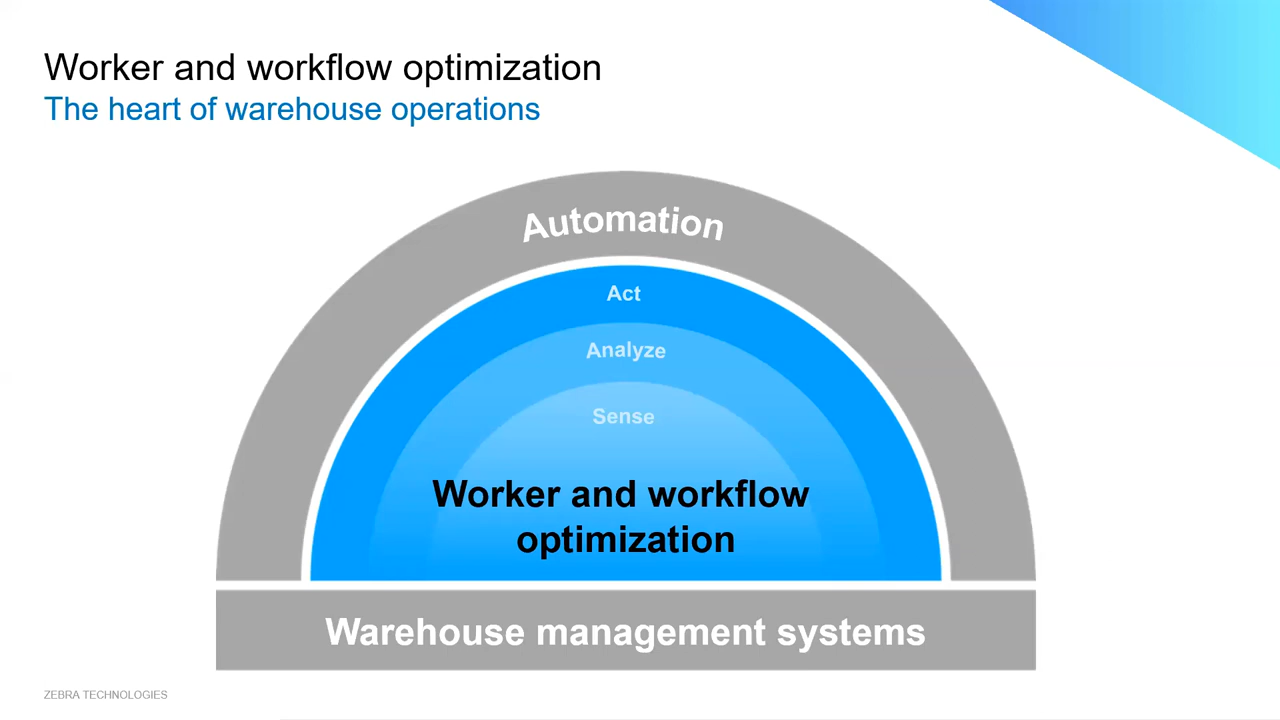 Worker and workflow optimization
The heart of warehouse operations
Automation
Act
Analyze
Sense
Worker and workflow
optimization
Warehouse management systems
ZEBRA TECHNOLOGIES